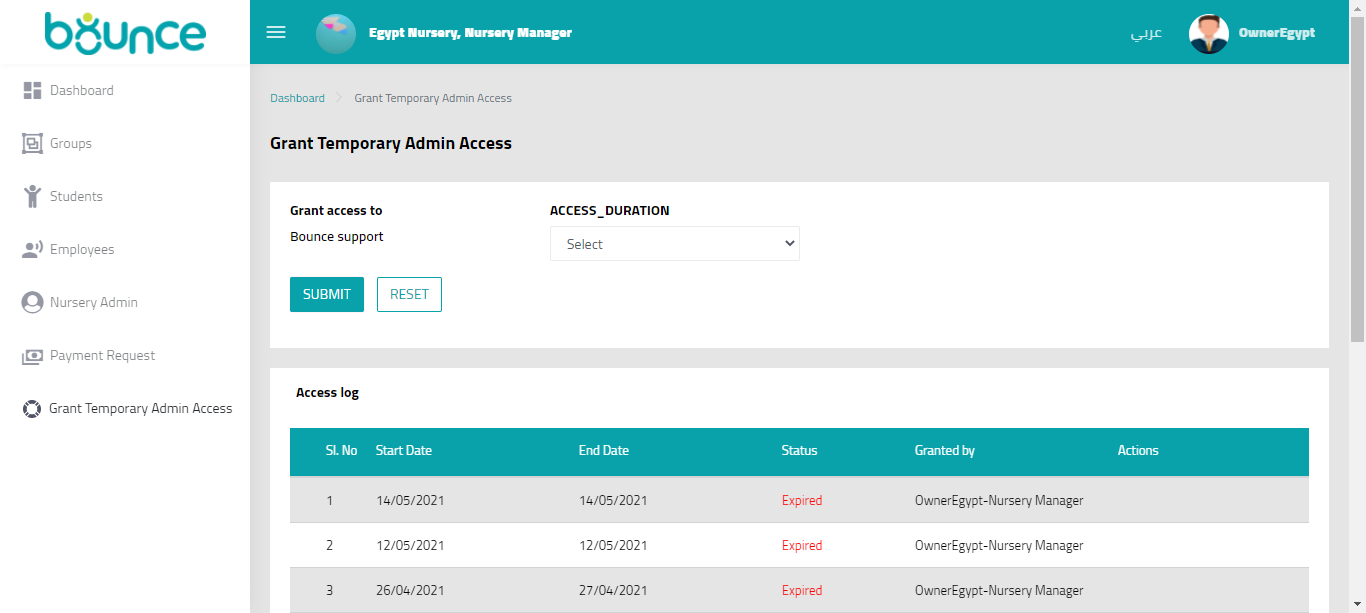 bounce
Egypt Nursery, Nursery Manager
عربي
OwnerEgypt
Dashboard
Groups
Students
Employees
Nursery Admin
Payment Request
Grant Temporary Admin Access
Dashboard
Grant Temporary Admin Access
Grant Temporary Admin Access
Grant access to
Bounce support
ACCESS_DURATION
Select
SUBMIT
RESET
Access log
Sl. No Start Date End Date Status Granted by Actions
1 14/05/2021 14/05/2021 Expired OwnerEgypt-Nursery Manager
2 12/05/2021 12/05/2021 Expired OwnerEgypt-Nursery Manager
3 26/04/2021 27/04/2021 Expired OwnerEgypt-Nursery Manager